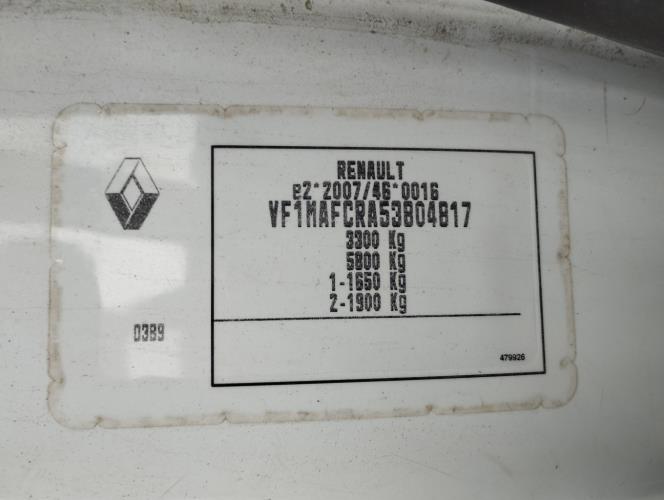 RENAULT
e2*2007/46*0016
VF1MAFCRA53804817
3300 Kg
5800 Kg
1-1650 Kg
2-1900 Kg
0389
479926